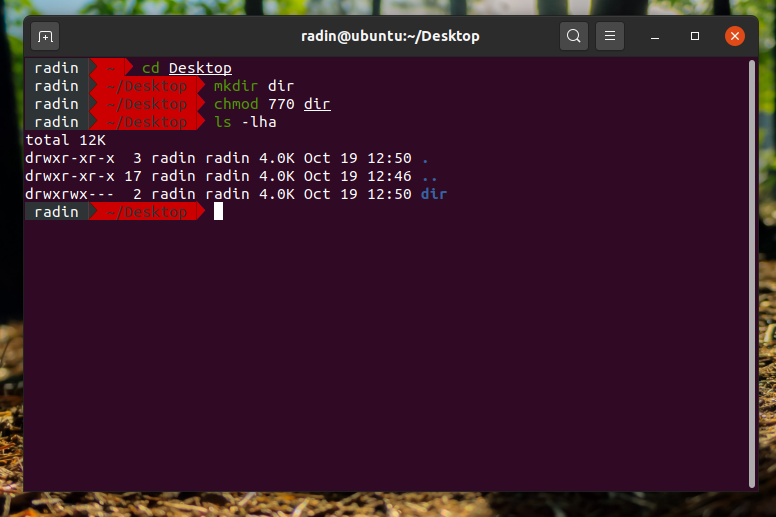 radin@ubuntu:~/Desktop
radin ~ cd Desktop
radin ~/Desktop mkdir dir
radin ~/Desktop chmod 770 dir
radin ~/Desktop ls -lha
total 12K
drwxr-xr-x 3 radin radin 4.0K Oct 19 12:50 .
drwxr-xr-x 17 radin radin 4.0K Oct 19 12:46 ..
drwxrwx--- 2 radin radin 4.0K Oct 19 12:50 dir
radin ~/Desktop